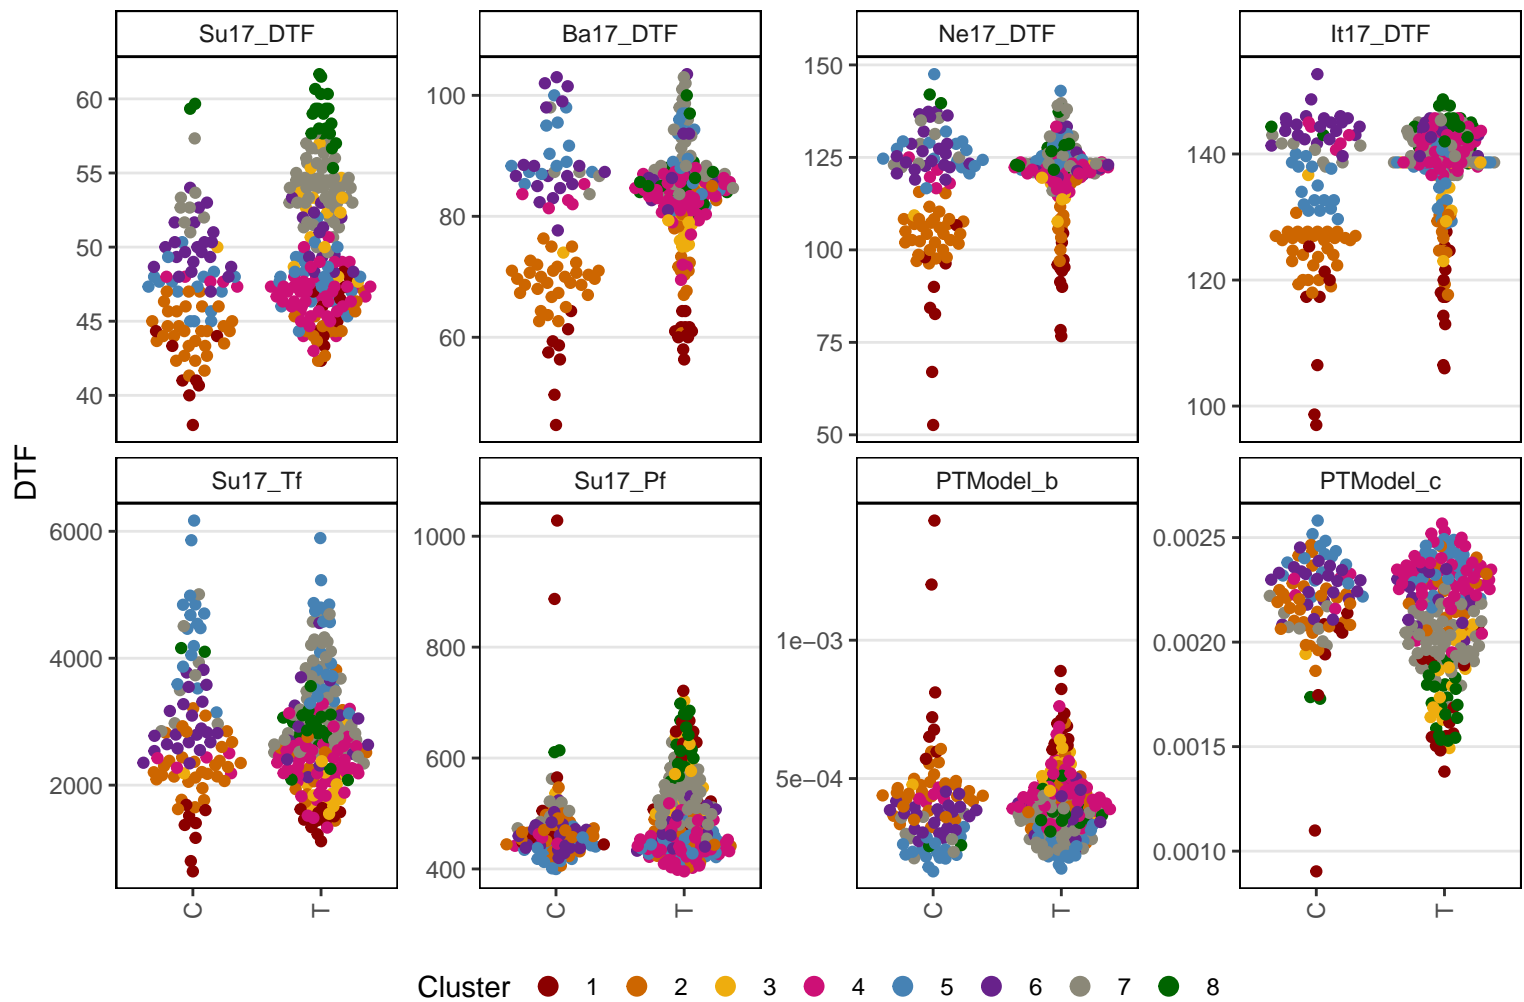 Su17_DTF
Ba17_DTF
Ne17_DTF
It17_DTF
60
55
50
45
40
100
80
60
150
125
100
75
50
140
120
100
DTF
Su17_Tf
Su17_Pf
PTModel_b
PTModel_c
6000
4000
2000
1000
800
600
400
1e−03
5e−04
0.0025
0.0020
0.0015
0.0010
C
T
C
T
C
T
C
T
Cluster 1 2 3 4 5 6 7 8